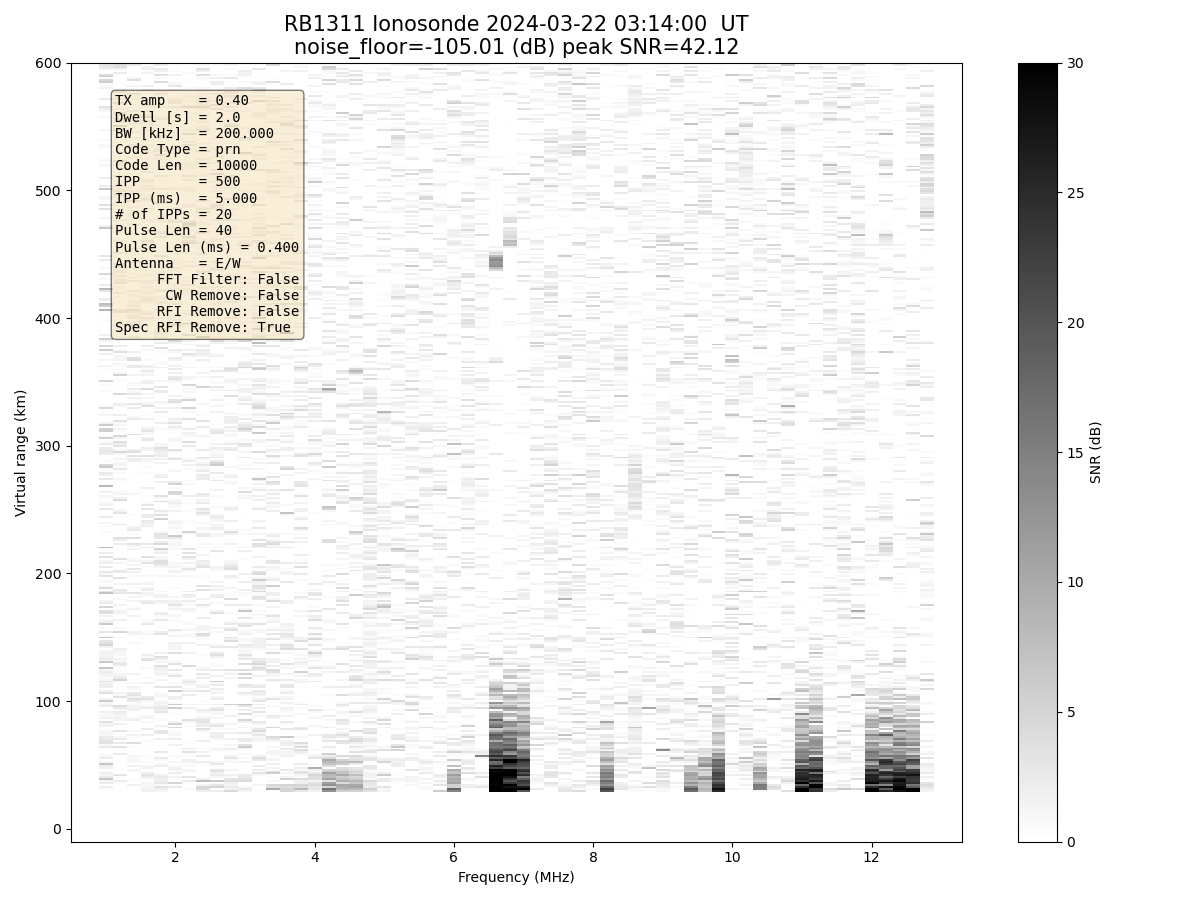 RB1311 Ionosonde 2024-03-22 03:14:00  UT
noise_floor=-105.01 (dB) peak SNR=42.12
TX amp    = 0.40
Dwell [s] = 2.0
BW [kHz]  = 200.000
Code Type = prn
Code Len  = 10000
IPP       = 500
IPP (ms)  = 5.000
# of IPPs = 20
Pulse Len = 40
Pulse Len (ms) = 0.400
Antenna   = E/W
FFT Filter: False
CW Remove: False
RFI Remove: False
Spec RFI Remove: True
Virtual range (km)
600
500
400
300
200
100
0
2
4
6
8
10
12
Frequency (MHz)
30
25
20
15
10
5
0
SNR (dB)